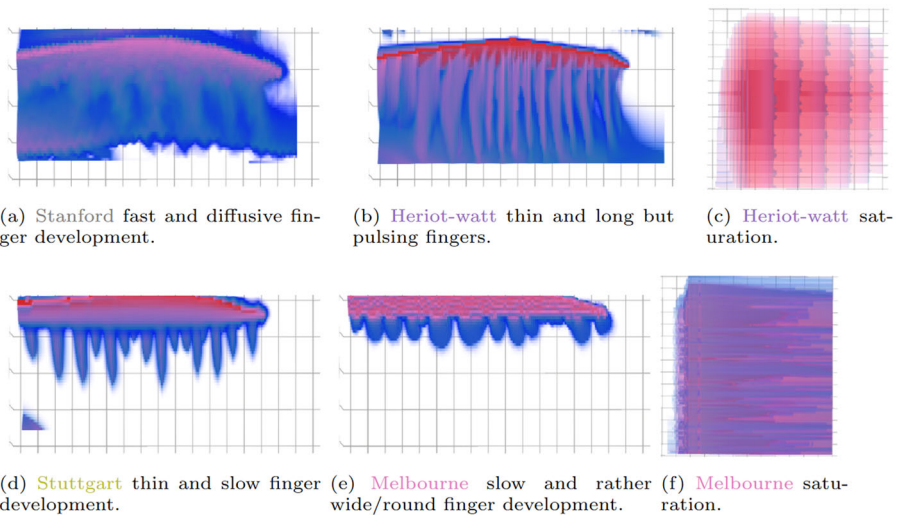 (a) Stanford fast and diffusive fin-
ger development.
(b) Heriot-watt thin and long but
pulsing fingers.
(c) Heriot-watt sat-
uration.
(d) Stuttgart thin and slow finger
development.
(e) Melbourne slow and rather
wide/round finger development.
(f) Melbourne satu-
ration.